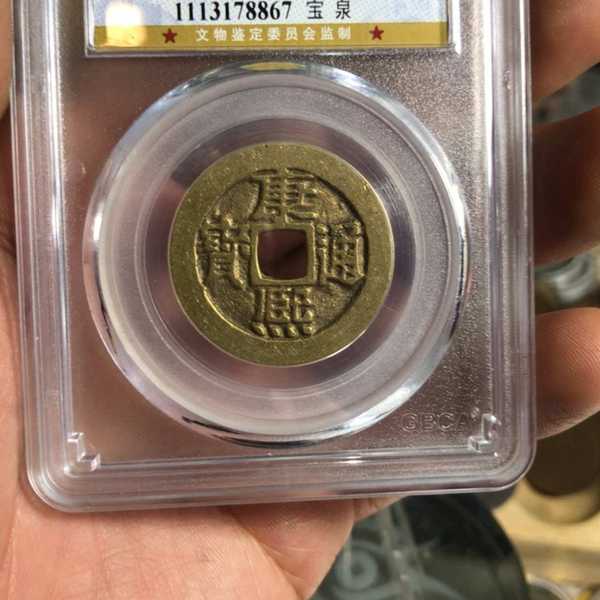 1113178867 宝泉
★ 文物鉴定委员会监制 ★
康熙通寶
GBCA